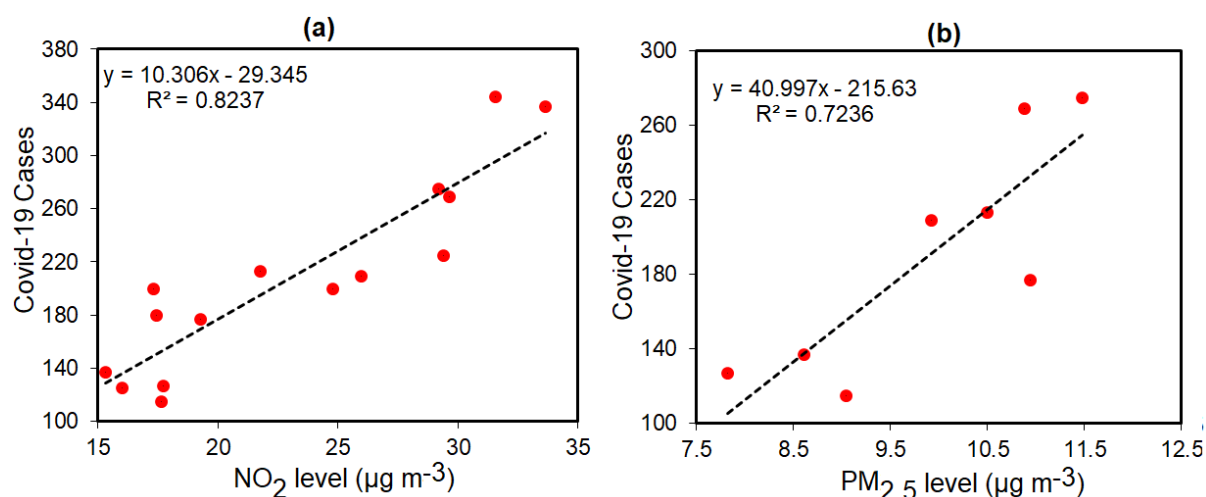 (a)
y = 10.306x - 29.345
R² = 0.8237
380
340
300
260
220
180
140
100
Covid-19 Cases
15 20 25 30 35
NO2 level (µg m-3)
(b)
y = 40.997x - 215.63
R² = 0.7236
300
260
220
180
140
100
Covid-19 Cases
7.5 8.5 9.5 10.5 11.5 12.5
PM2.5 level (µg m-3)